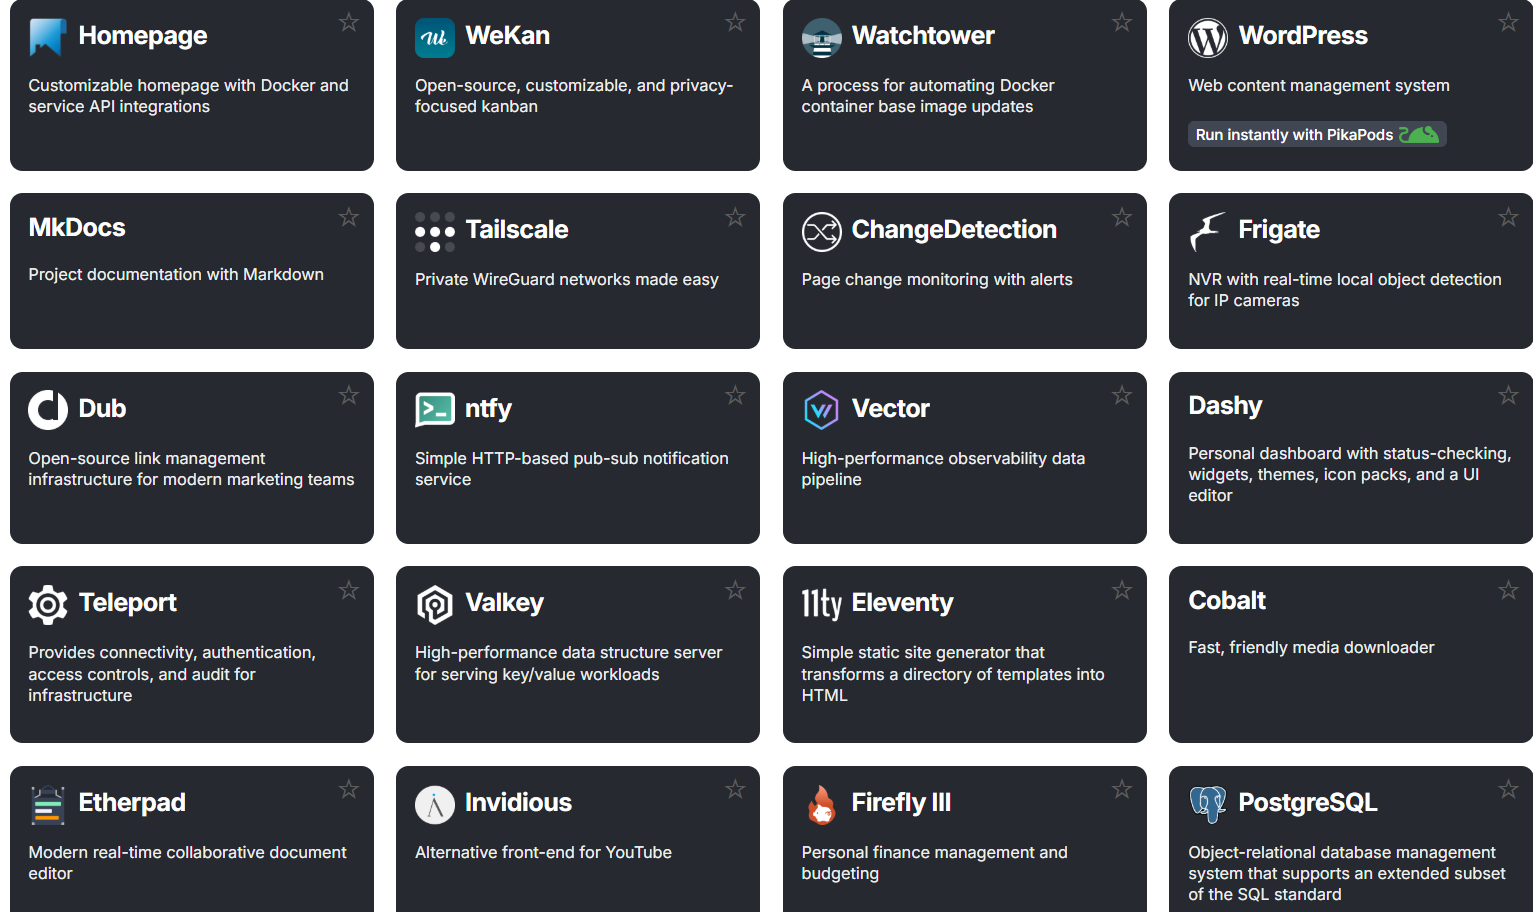 Homepage
Customizable homepage with Docker and
service API integrations
WeKan
Open-source, customizable, and privacy-
focused kanban
Watchtower
A process for automating Docker
container base image updates
WordPress
Web content management system
Run instantly with PikaPods
MkDocs
Project documentation with Markdown
Tailscale
Private WireGuard networks made easy
ChangeDetection
Page change monitoring with alerts
Frigate
NVR with real-time local object detection
for IP cameras
Dub
Open-source link management
infrastructure for modern marketing teams
ntfy
Simple HTTP-based pub-sub notification
service
Vector
High-performance observability data
pipeline
Dashy
Personal dashboard with status-checking,
widgets, themes, icon packs, and a UI
editor
Teleport
Provides connectivity, authentication,
access controls, and audit for
infrastructure
Valkey
High-performance data structure server
for serving key/value workloads
11ty Eleventy
Simple static site generator that
transforms a directory of templates into
HTML
Cobalt
Fast, friendly media downloader
Etherpad
Modern real-time collaborative document
editor
Invidious
Alternative front-end for YouTube
Firefly III
Personal finance management and
budgeting
PostgreSQL
Object-relational database management
system that supports an extended subset
of the SQL standard